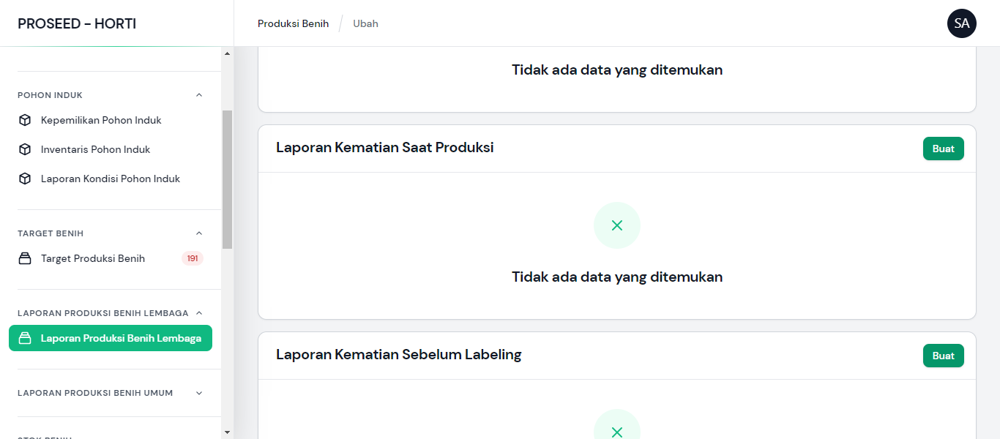 PROSEED - HORTI
Produksi Benih
Ubah
SA
POHON INDUK
Kepemilikan Pohon Induk
Inventaris Pohon Induk
Laporan Kondisi Pohon Induk
TARGET BENIH
Target Produksi Benih
191
LAPORAN PRODUKSI BENIH LEMBAGA
Laporan Produksi Benih Lembaga
LAPORAN PRODUKSI BENIH UMUM
STOK BENIH
Tidak ada data yang ditemukan
Laporan Kematian Saat Produksi
Buat
Tidak ada data yang ditemukan
Laporan Kematian Sebelum Labeling
Buat